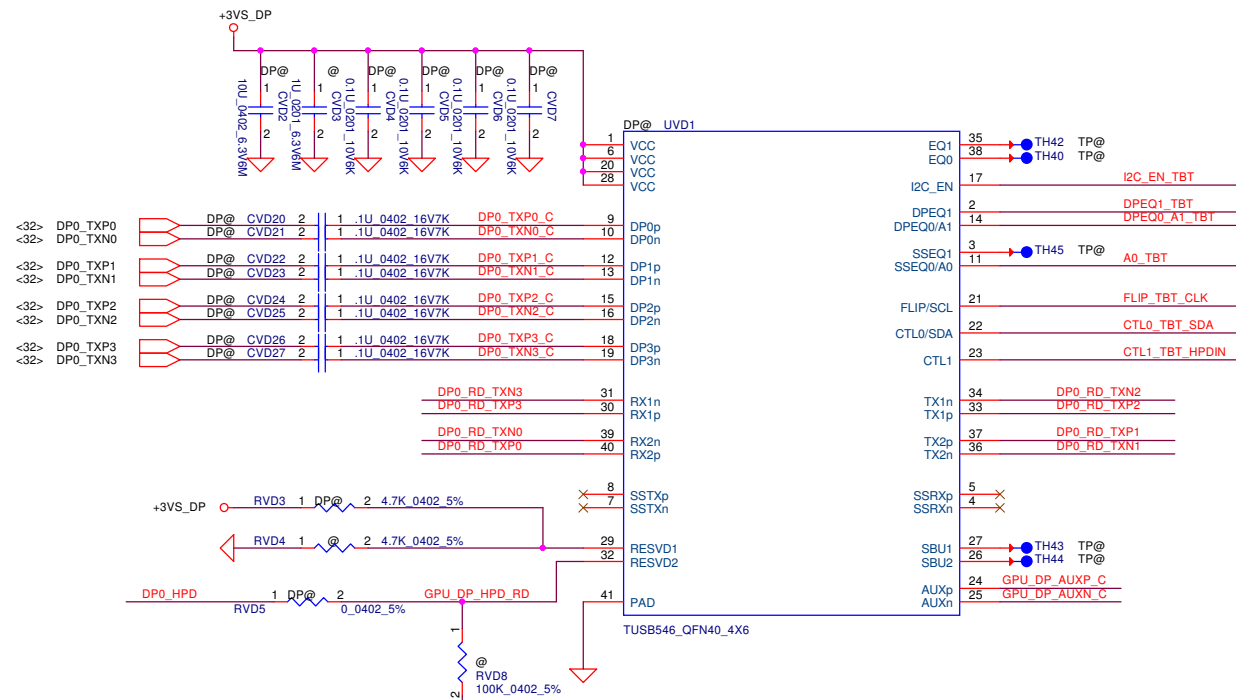 +3VS_DP
DP@ @ DP@ DP@ DP@ DP@
1 1 1 1 1 1
10U_0402_6.3V6M CVD2
1U_0201_6.3V6M CVD3
0.1U_0201_10V6K CVD4
0.1U_0201_10V6K CVD5
0.1U_0201_10V6K CVD6
0.1U_0201_10V6K CVD7
2 2 2 2 2 2
DP@ UVD1
1 VCC EQ1 35 TH42 TP@
6 VCC EQ0 38 TH40 TP@
20 VCC
28 VCC I2C_EN 17 I2C_EN_TBT
DPEQ1 2 DPEQ1_TBT
<32> DP0_TXP0 DP@ CVD20 2 1 .1U_0402_16V7K DP0_TXP0_C 9 DP0p DPEQ0/A1 14 DPEQ0_A1_TBT
<32> DP0_TXN0 DP@ CVD21 2 1 .1U_0402_16V7K DP0_TXN0_C 10 DP0n
SSEQ1 3 TH45 TP@
<32> DP0_TXP1 DP@ CVD22 2 1 .1U_0402_16V7K DP0_TXP1_C 12 DP1p SSEQ0/A0 11 A0_TBT
<32> DP0_TXN1 DP@ CVD23 2 1 .1U_0402_16V7K DP0_TXN1_C 13 DP1n
<32> DP0_TXP2 DP@ CVD24 2 1 .1U_0402_16V7K DP0_TXP2_C 15 DP2p FLIP/SCL 21 FLIP_TBT_CLK
<32> DP0_TXN2 DP@ CVD25 2 1 .1U_0402_16V7K DP0_TXN2_C 16 DP2n
CTL0/SDA 22 CTL0_TBT_SDA
<32> DP0_TXP3 DP@ CVD26 2 1 .1U_0402_16V7K DP0_TXP3_C 18 DP3p
<32> DP0_TXN3 DP@ CVD27 2 1 .1U_0402_16V7K DP0_TXN3_C 19 DP3n CTL1 23 CTL1_TBT_HPDIN
DP0_RD_TXN3 31 RX1n TX1n 34 DP0_RD_TXN2
DP0_RD_TXP3 30 RX1p TX1p 33 DP0_RD_TXP2
DP0_RD_TXN0 39 RX2n TX2p 37 DP0_RD_TXP1
DP0_RD_TXP0 40 RX2p TX2n 36 DP0_RD_TXN1
8 SSTXp SSRXp 5
+3VS_DP RVD3 1 DP@ 2 4.7K_0402_5% 7 SSTXn SSRXn 4
RVD4 1 @ 2 4.7K_0402_5% 29 RESVD1 SBU1 27 TH43 TP@
32 RESVD2 SBU2 26 TH44 TP@
AUXp 24 GPU_DP_AUXP_C
DP0_HPD 1 DP@ 2 GPU_DP_HPD_RD 41 PAD AUXn 25 GPU_DP_AUXN_C
RVD5 0_0402_5%
1
TUSB546_QFN40_4X6
@
RVD8
100K_0402_5%
2